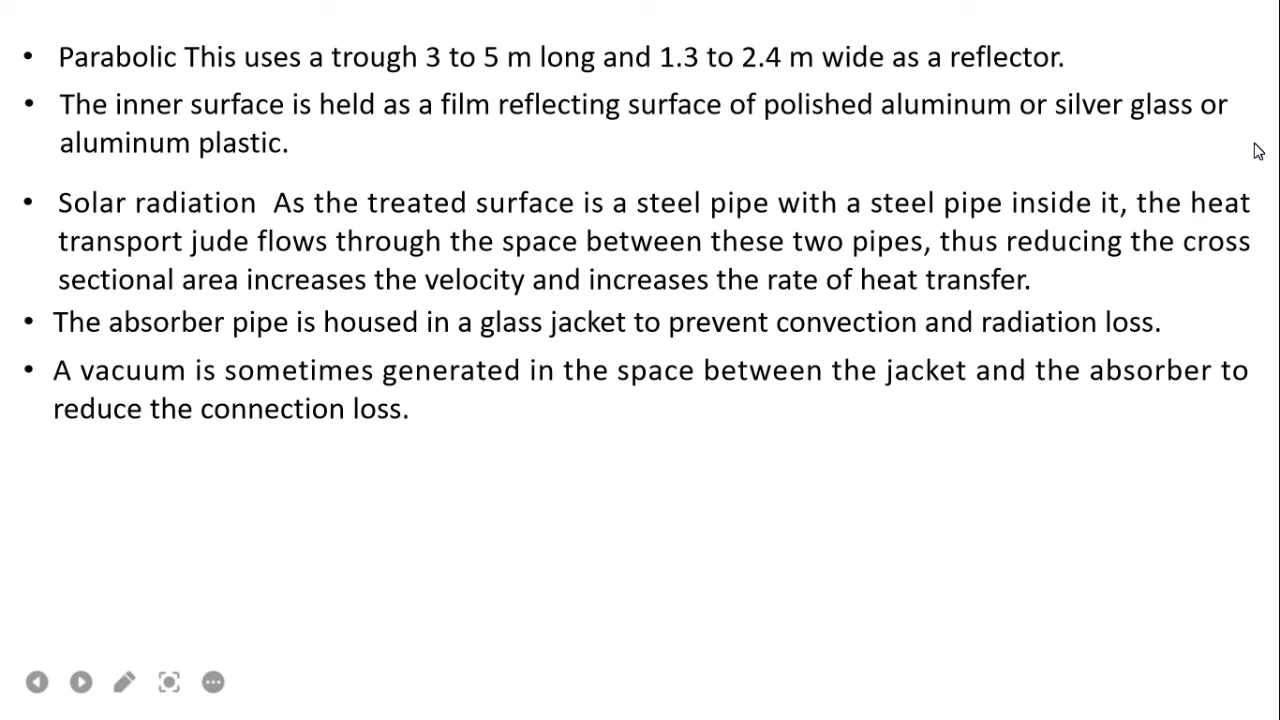 • Parabolic This uses a trough 3 to 5 m long and 1.3 to 2.4 m wide as a reflector.
• The inner surface is held as a film reflecting surface of polished aluminum or silver glass or
aluminum plastic.
• Solar radiation As the treated surface is a steel pipe with a steel pipe inside it, the heat
transport jude flows through the space between these two pipes, thus reducing the cross
sectional area increases the velocity and increases the rate of heat transfer.
• The absorber pipe is housed in a glass jacket to prevent convection and radiation loss.
• A vacuum is sometimes generated in the space between the jacket and the absorber to
reduce the connection loss.